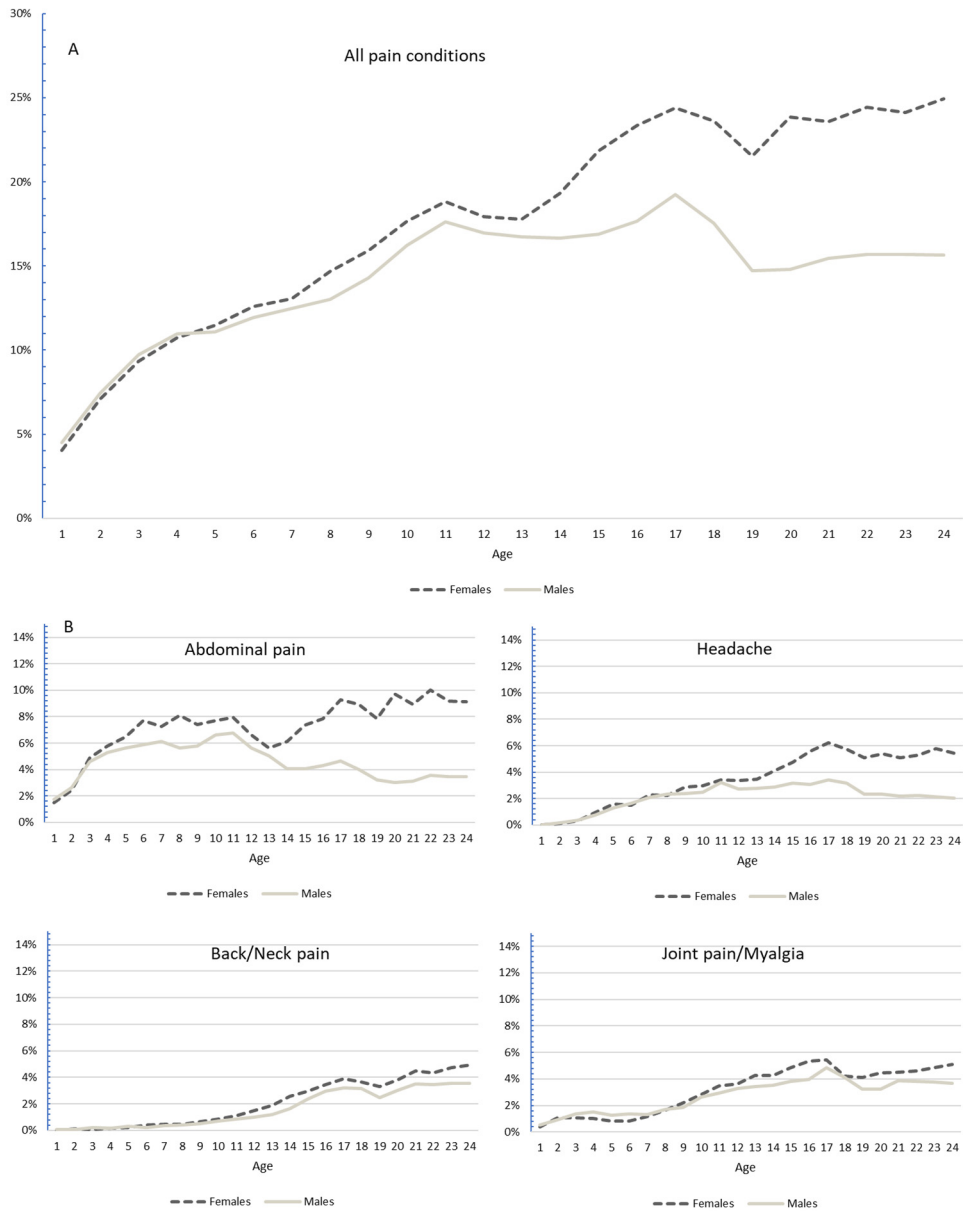 A
All pain conditions
30%
25%
20%
15%
10%
5%
0%
1 2 3 4 5 6 7 8 9 10 11 12 13 14 15 16 17 18 19 20 21 22 23 24
Age
Females Males
B
Abdominal pain
14%
12%
10%
8%
6%
4%
2%
0%
1 2 3 4 5 6 7 8 9 10 11 12 13 14 15 16 17 18 19 20 21 22 23 24
Age
Females Males
Headache
14%
12%
10%
8%
6%
4%
2%
0%
1 2 3 4 5 6 7 8 9 10 11 12 13 14 15 16 17 18 19 20 21 22 23 24
Age
Females Males
Back/Neck pain
14%
12%
10%
8%
6%
4%
2%
0%
1 2 3 4 5 6 7 8 9 10 11 12 13 14 15 16 17 18 19 20 21 22 23 24
Age
Females Males
Joint pain/Myalgia
14%
12%
10%
8%
6%
4%
2%
0%
1 2 3 4 5 6 7 8 9 10 11 12 13 14 15 16 17 18 19 20 21 22 23 24
Age
Females Males